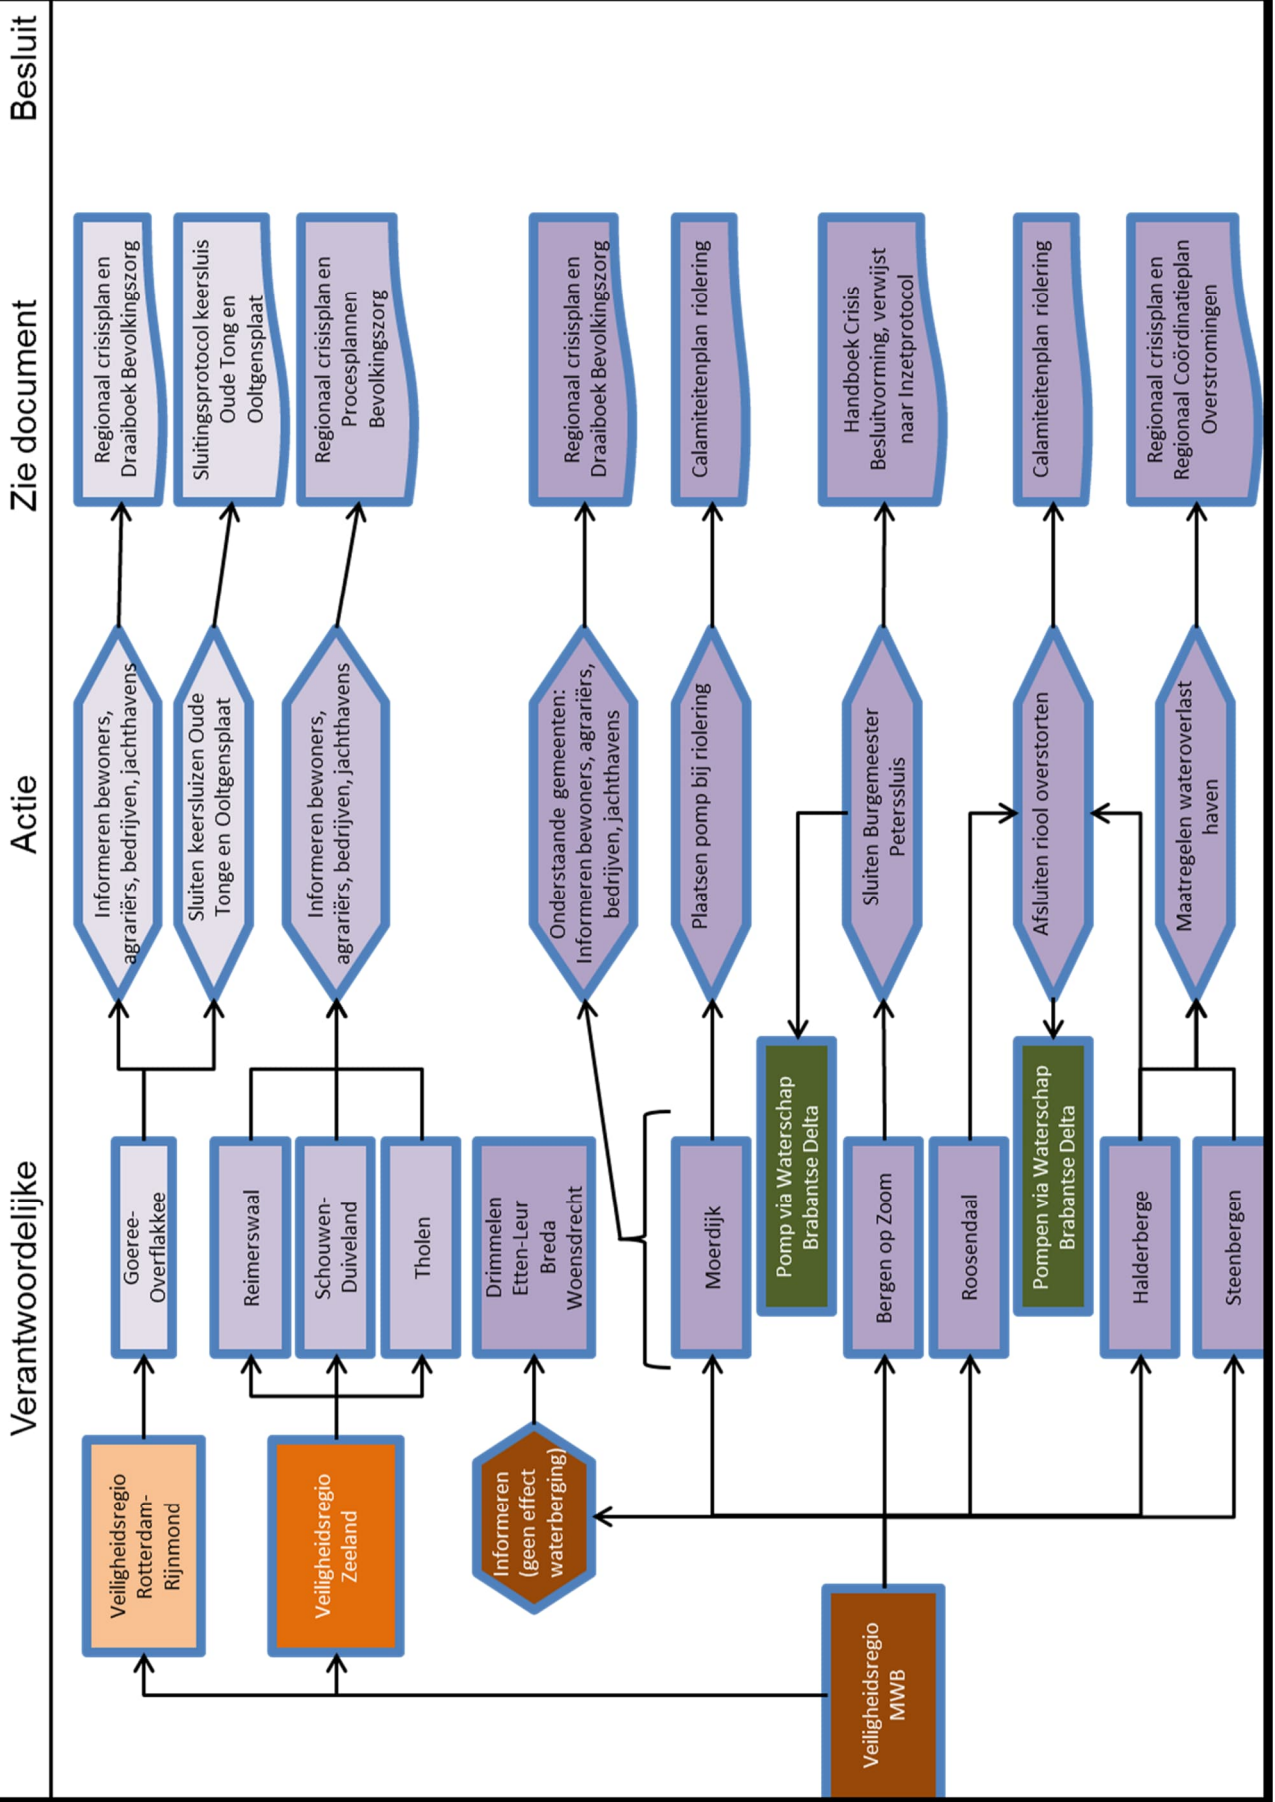 Verantwoordelijke
Actie
Zie document
Besluit
Veiligheidsregio
Rotterdam-
Rijnmond
Goeree-
Overflakkee
Informeren bewoners,
agrariërs, bedrijven, jachthavens
Regionaal crisisplan en
Draaiboek Bevolkingszorg
Sluiten keersluizen Oude
Tonge en Ooltgensplaat
Sluitingsprotocol keersluis
Oude Tong en
Ooltgensplaat
Veiligheidsregio
Zeeland
Reimerswaal
Schouwen-
Duiveland
Tholen
Informeren bewoners,
agrariërs, bedrijven, jachthavens
Regionaal crisisplan en
Procesplannen
Bevolkingszorg
Informeren
(geen effect
waterberging)
Drimmelen
Etten-Leur
Breda
Woensdrecht
Onderstaande gemeenten:
Informeren bewoners, agrariërs,
bedrijven, jachthavens
Regionaal crisisplan en
Draaiboek Bevolkingszorg
Moerdijk
Plaatsen pomp bij riolering
Calamiteitenplan riolering
Pomp via Waterschap
Brabantse Delta
Veiligheidsregio
MWB
Bergen op Zoom
Sluiten Burgemeester
Peterssluis
Handboek Crisis
Besluitvorming, verwijst
naar Inzetprotocol
Roosendaal
Pompen via Waterschap
Brabantse Delta
Afsluiten riool overstorten
Calamiteitenplan riolering
Halderberge
Steenbergen
Maatregelen wateroverlast
haven
Regionaal crisisplan en
Regionaal Coördinatieplan
Overstromingen